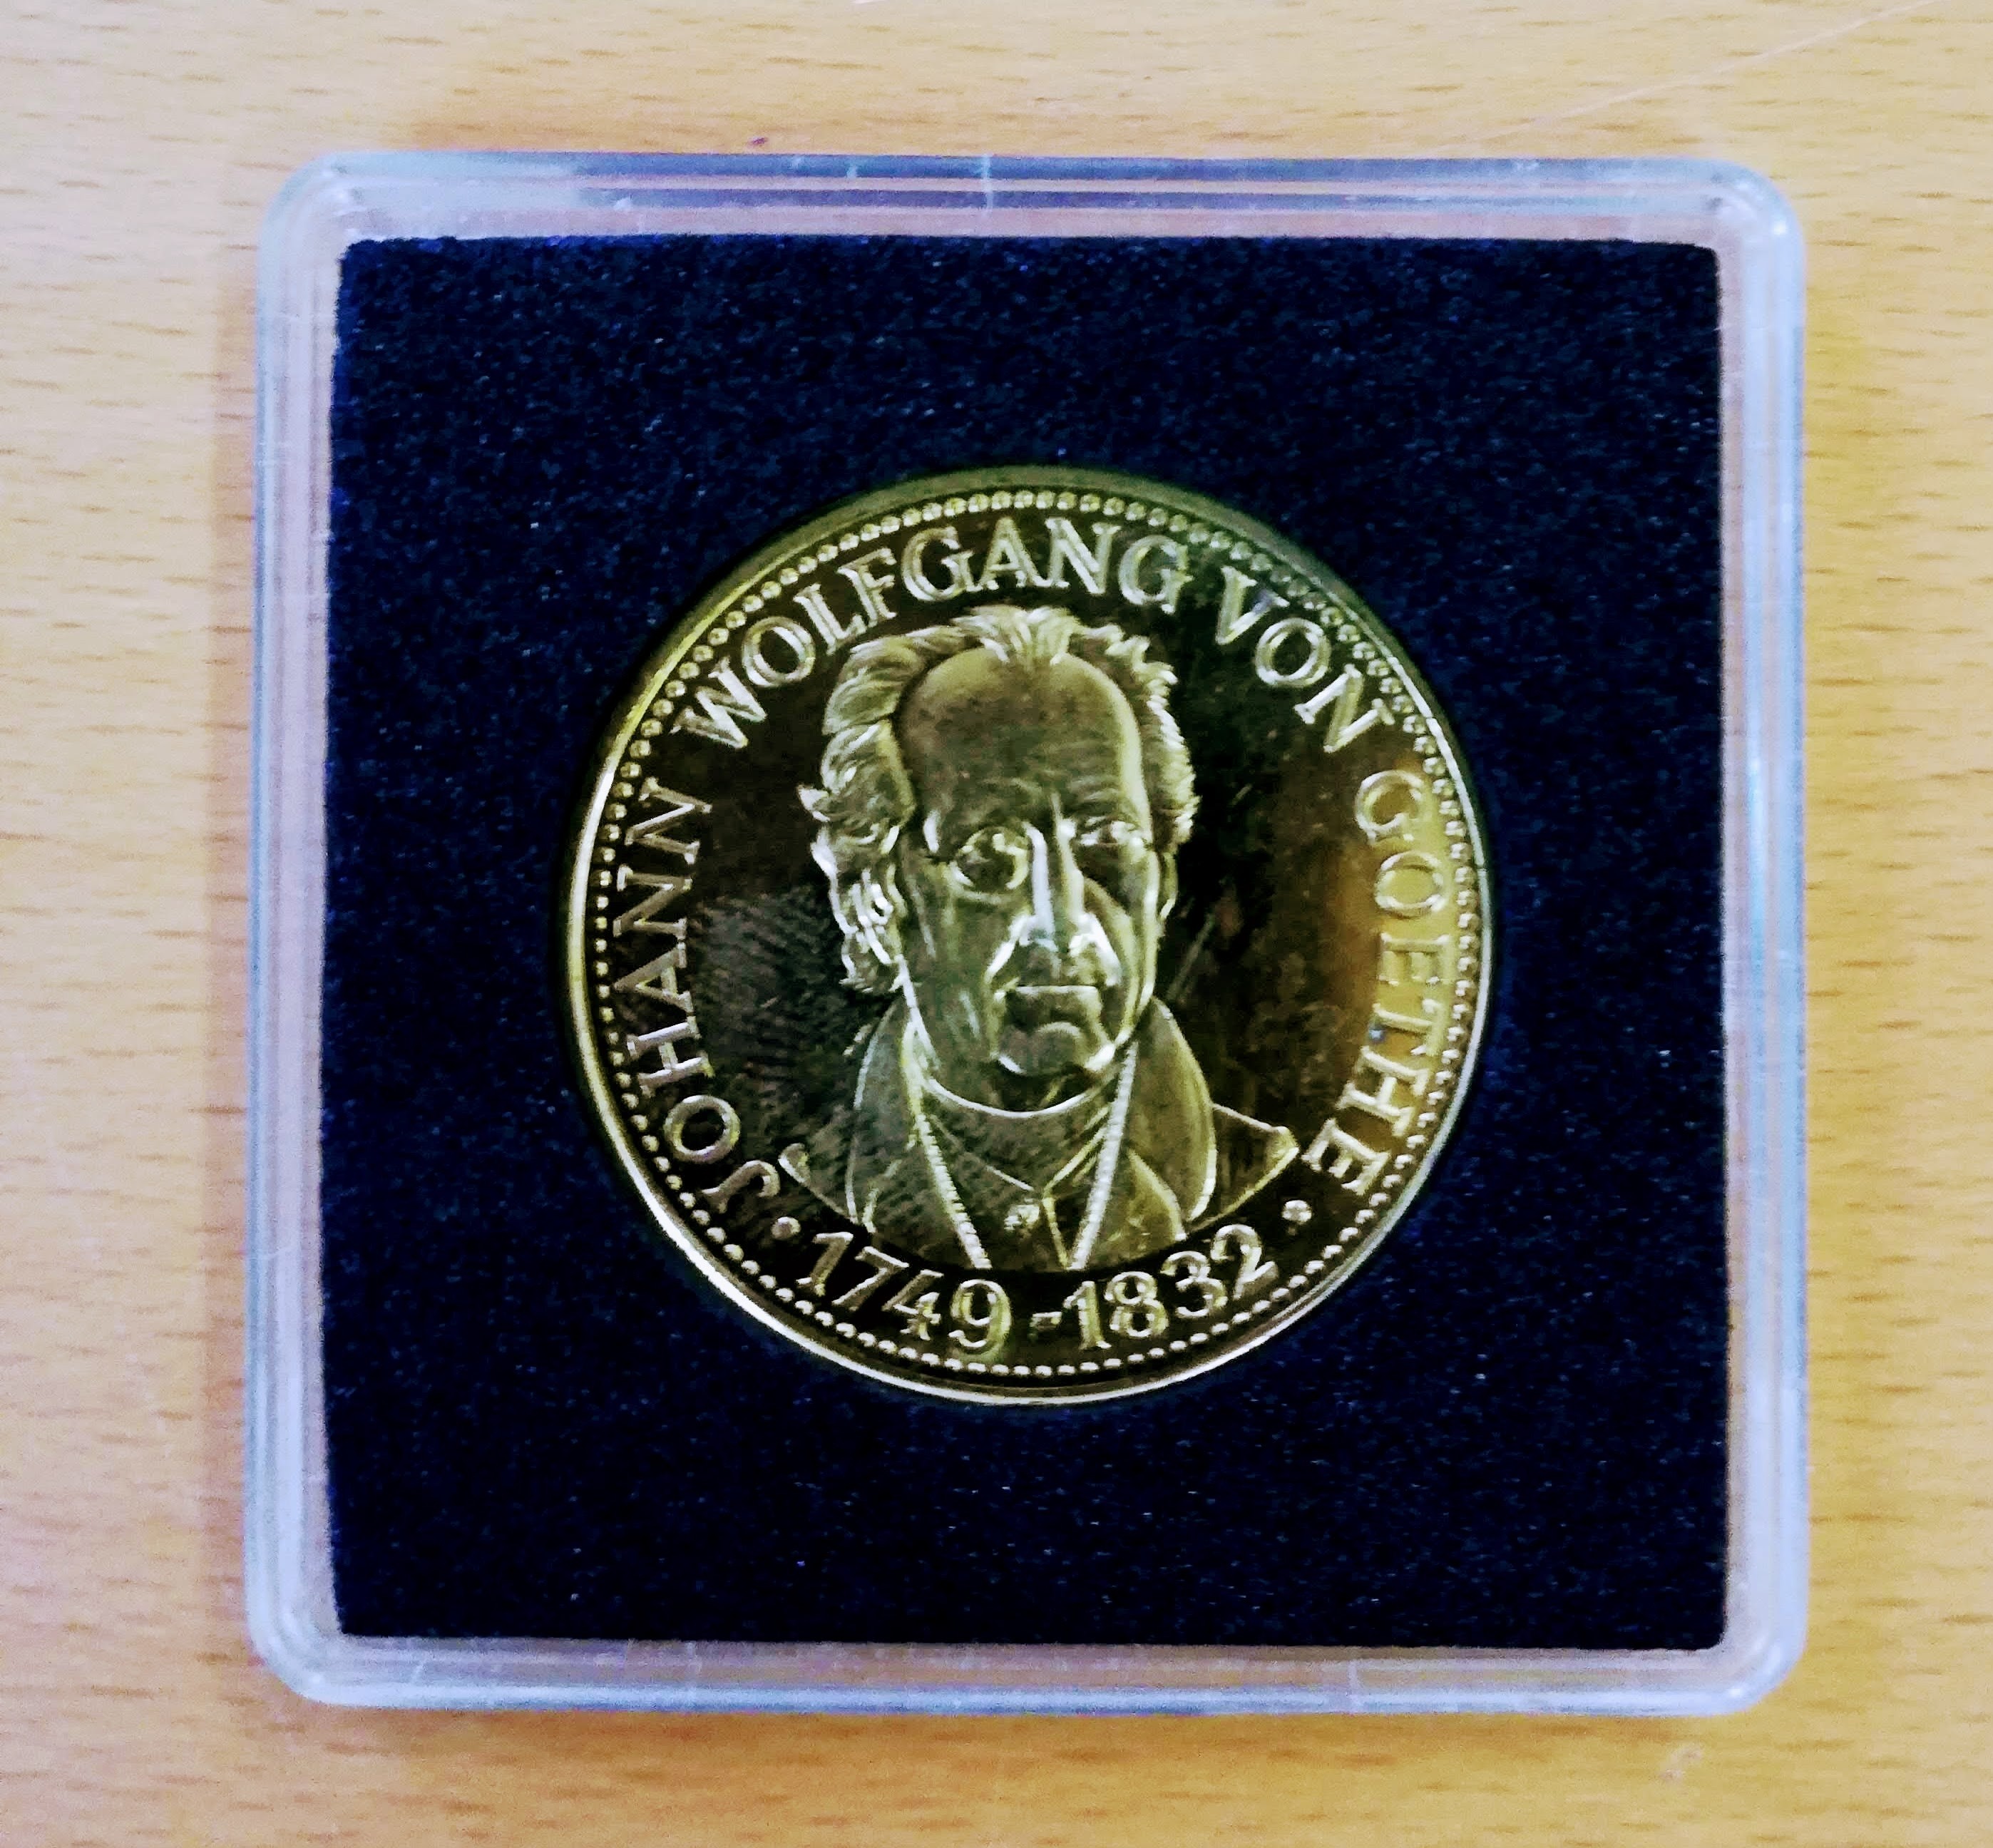 JOHANN WOLFGANG VON GOETHE
· 1749-1832 ·